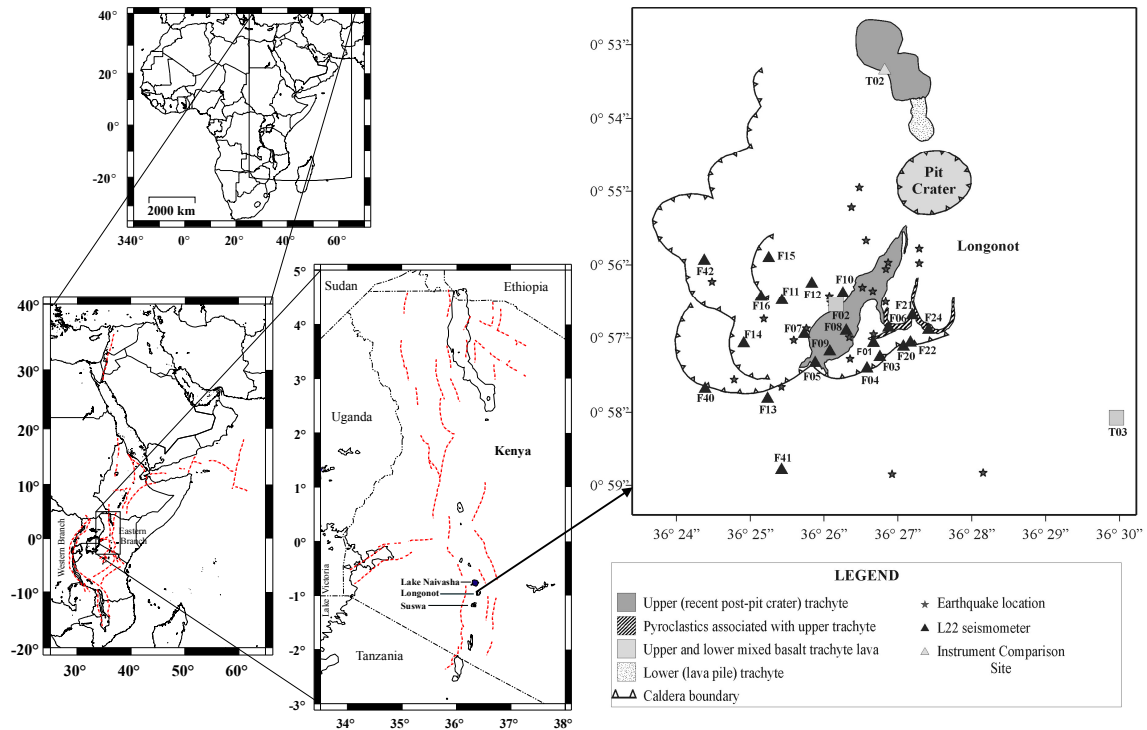 40°
20°
0°
-20°
2000 km
340°
0°
20°
40°
60°
40°
30°
20°
10°
0°
-10°
-20°
Western Branch
Eastern
Branch
30°
40°
50°
60°
5°
4°
3°
2°
1°
0°
-1°
-2°
-3°
Sudan
Ethiopia
Uganda
Kenya
Lake Victoria
Lake Naivasha
Longonot
Suswa
Tanzania
34°
35°
36°
37°
38°
0° 53’’
0° 54’’
0° 55’’
0° 56’’
0° 57’’
0° 58’’
0° 59’’
T02
Pit
Crater
Longonot
F42
F15
F16
F11
F12
F10
F14
F07
F02
F08
F09
F05
F21
F06
F24
F01
F20
F22
F03
F04
F40
F13
F41
T03
36° 24’’
36° 25’’
36° 26’’
36° 27’’
36° 28’’
36° 29’’
36° 30’’
LEGEND
Upper (recent post-pit crater) trachyte
Pyroclastics associated with upper trachyte
Upper and lower mixed basalt trachyte lava
Lower (lava pile) trachyte
Caldera boundary
Earthquake location
L22 seismometer
Instrument Comparison
Site